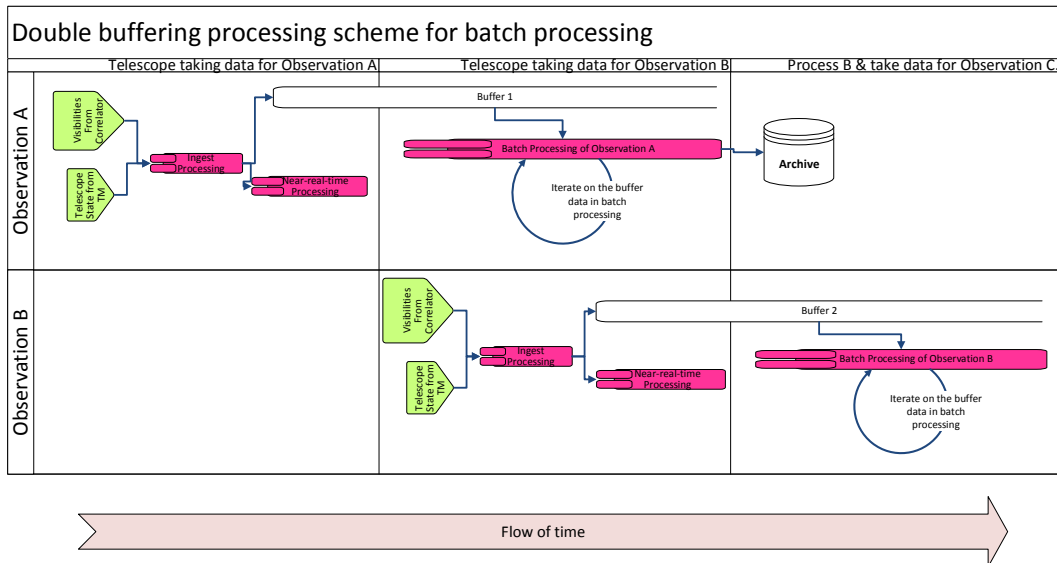 Double buffering processing scheme for batch processing
Telescope taking data for Observation A
Telescope taking data for Observation B
Process B & take data for Observation C
Observation A
Visibilities
From
Correlator
Telescope
State from
TM
Ingest
Processing
Near-real-time
Processing
Buffer 1
Batch Processing of Observation A
Iterate on the buffer
data in batch
processing
Archive
Observation B
Visibilities
From
Correlator
Telescope
State from
TM
Ingest
Processing
Near-real-time
Processing
Buffer 2
Batch Processing of Observation B
Iterate on the buffer
data in batch
processing
Flow of time